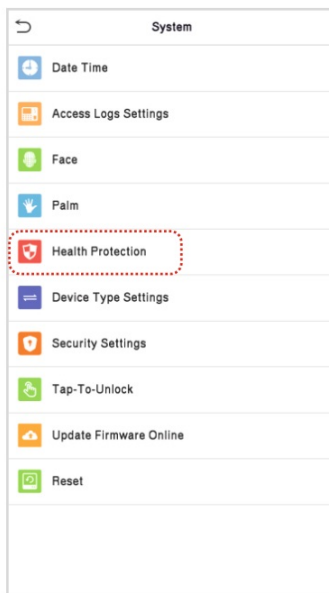 System
Date Time
Access Logs Settings
Face
Palm
Health Protection
Device Type Settings
Security Settings
Tap-To-Unlock
Update Firmware Online
Reset